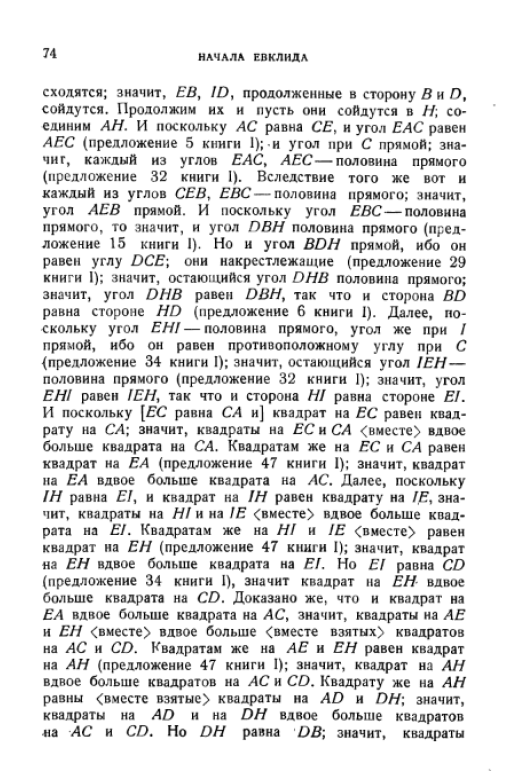 74
НАЧАЛА ЕВКЛИДА
сходятся; значит, EB, ID, продолженные в сторону B и D,
сойдутся. Продолжим их и пусть они сойдутся в H; со-
единим AH. И поскольку AC равна CE, и угол EAC равен
AEC (предложение 5 книги I); и угол при C прямой; зна-
чит, каждый из углов EAC, AEC — половина прямого
(предложение 32 книги I). Вследствие того же вот и
каждый из углов CEB, EBC — половина прямого; значит,
угол AEB прямой. И поскольку угол EBC — половина
прямого, то значит, и угол DBH половина прямого (пред-
ложение 15 книги I). Но и угол BDH прямой, ибо он
равен углу DCE; они накрестлежащие (предложение 29
книги I); значит, остающийся угол DHB половина прямого;
значит, угол DHB равен DBH, так что и сторона BD
равна стороне HD (предложение 6 книги I). Далее, по-
скольку угол EHI — половина прямого, угол же при I
прямой, ибо он равен противоположному углу при C
(предложение 34 книги I); значит, остающийся угол IEH —
половина прямого (предложение 32 книги I); значит, угол
EHI равен IEH, так что и сторона HI равна стороне EI.
И поскольку [EC равна CA и] квадрат на EC равен квад-
рату на CA; значит, квадраты на EC и CA <вместе> вдвое
больше квадрата на CA. Квадратам же на EC и CA равен
квадрат на EA (предложение 47 книги I); значит, квадрат
на EA вдвое больше квадрата на AC. Далее, поскольку
IH равна EI, и квадрат на IH равен квадрату на IE, зна-
чит, квадраты на HI и на IE <вместе> вдвое больше квад-
рата на EI. Квадратам же на HI и IE <вместе> равен
квадрат на EH (предложение 47 книги I); значит, квадрат
на EH вдвое больше квадрата на EI. Но EI равна CD
(предложение 34 книги I), значит квадрат на EH вдвое
больше квадрата на CD. Доказано же, что и квадрат на
EA вдвое больше квадрата на AC, значит, квадраты на AE
и EH <вместе> вдвое больше <вместе взятых> квадратов
на AC и CD. Квадратам же на AE и EH равен квадрат
на AH (предложение 47 книги I); значит, квадрат на AH
вдвое больше квадратов на AC и CD. Квадрату же на AH
равны <вместе взятые> квадраты на AD и DH; значит,
квадраты на AD и на DH вдвое больше квадратов
на AC и CD. Но DH равна DB; значит, квадраты